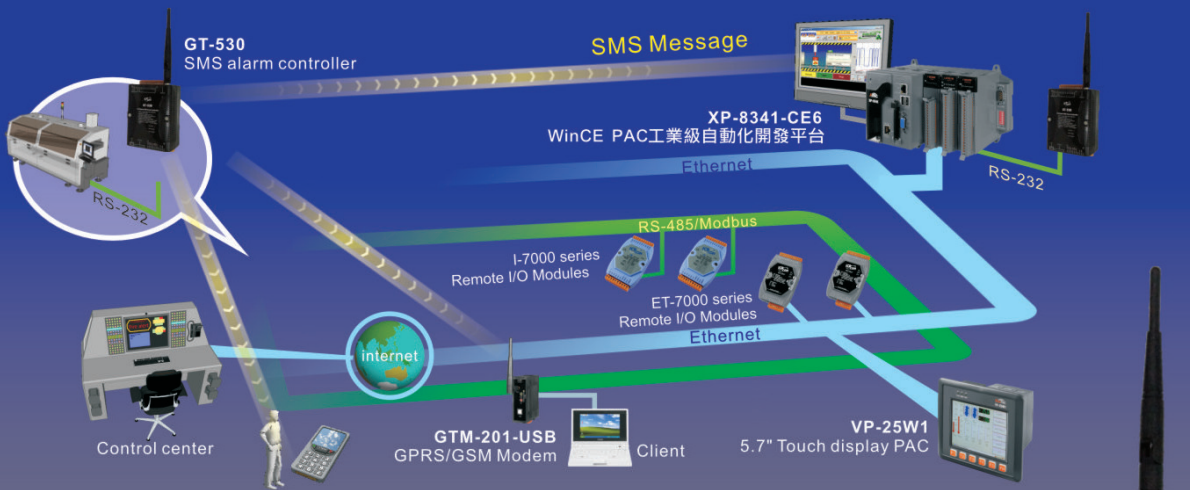 GT-530
SMS alarm controller
SMS Message
XP-8341-CE6
WinCE PAC工業級自動化開發平台
Ethernet
RS-232
RS-232
RS-485/Modbus
I-7000 series
Remote I/O Modules
ET-7000 series
Remote I/O Modules
Ethernet
internet
Control center
GTM-201-USB
GPRS/GSM Modem
Client
VP-25W1
5.7" Touch display PAC